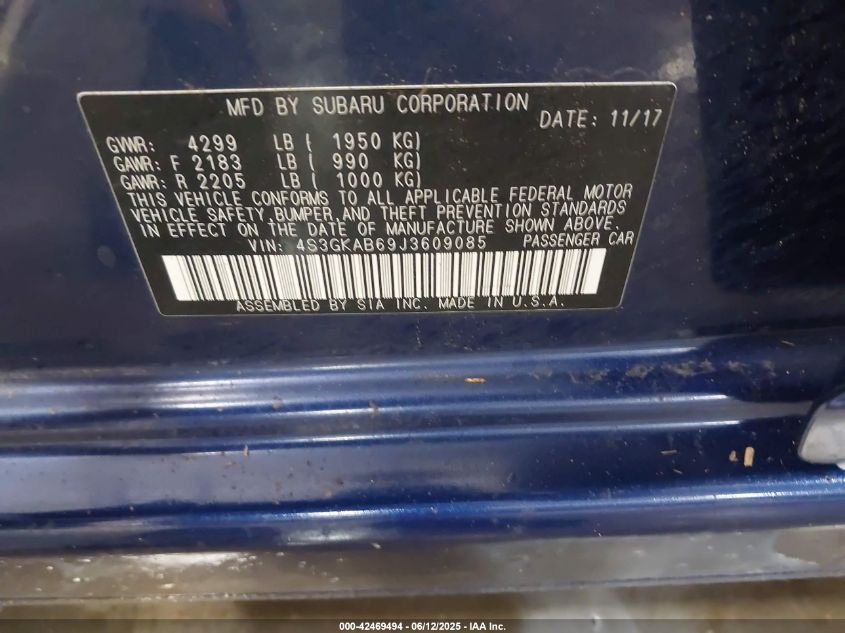 MFD BY SUBARU CORPORATION
DATE: 11/17
GVWR: 4299 LB ( 1950 KG)
GAWR: F 2183 LB ( 990 KG)
GAWR: R 2205 LB ( 1000 KG)
THIS VEHICLE CONFORMS TO ALL APPLICABLE FEDERAL MOTOR
VEHICLE SAFETY, BUMPER, AND THEFT PREVENTION STANDARDS
IN EFFECT ON THE DATE OF MANUFACTURE SHOWN ABOVE.
VIN: 4S3GKAB69J3609085 PASSENGER CAR
ASSEMBLED BY SIA INC. MADE IN U.S.A.
000-42469494 - 06/12/2025 - IAA Inc.